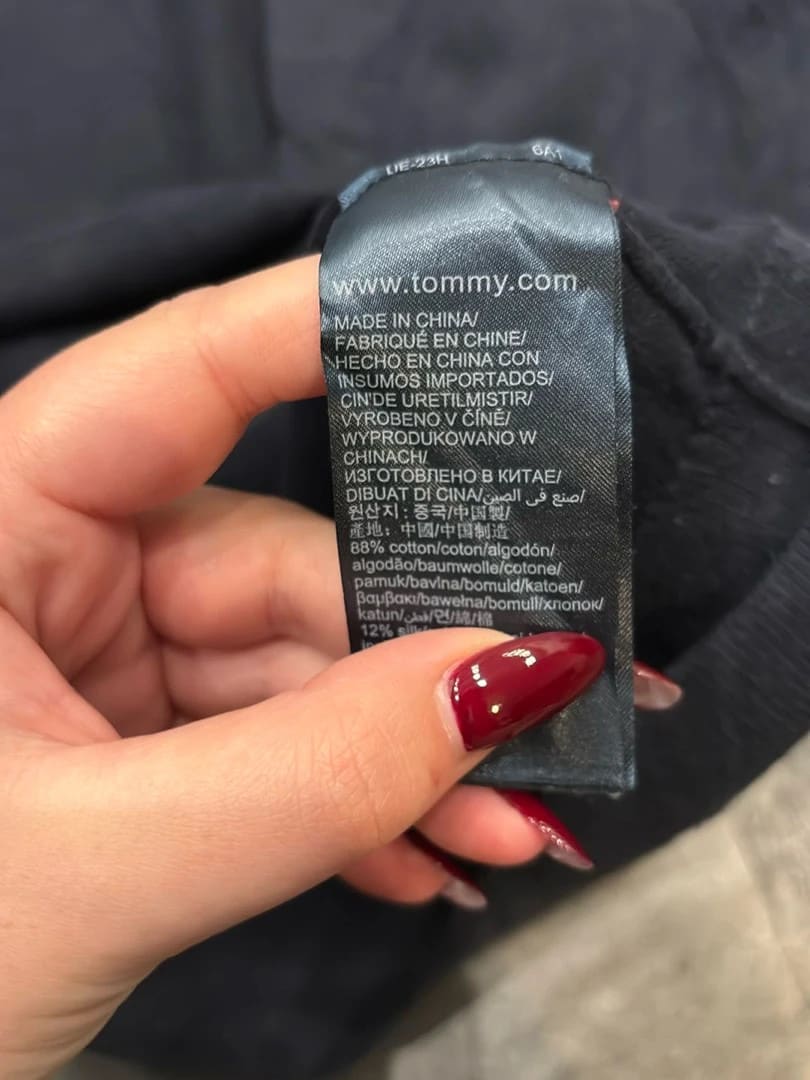 UE-23H 6A1
www.tommy.com
MADE IN CHINA/
FABRIQUÉ EN CHINE/
HECHO EN CHINA CON
INSUMOS IMPORTADOS/
CIN'DE URETILMISTIR/
VYROBENO V ČÍNĚ/
WYPRODUKOWANO W
CHINACH/
ИЗГОТОВЛЕНО В КИТАЕ/
DIBUAT DI CINA/صنع في الصين/
원산지 : 중국/中国製/
產地：中國/中国制造
88% cotton/coton/algodón/
algodão/baumwolle/cotone/
pamuk/bavlna/bomuld/katoen/
βαμβακι/bawełna/bomull/хлопок/
katun/قطن/면/綿/棉
12%